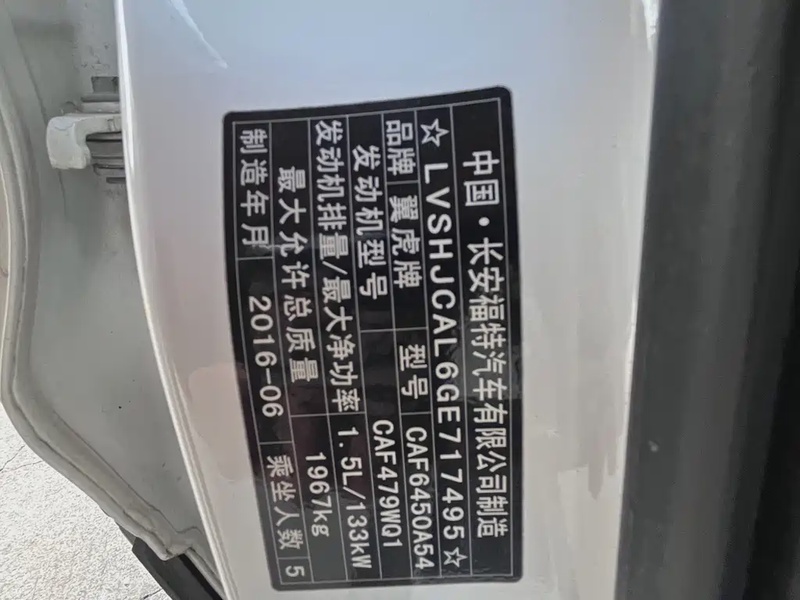 中国·长安福特汽车有限公司制造
☆LVSHJCAL6GE717495☆
品牌 翼虎牌 型号 CAF6450A54
发动机型号 CAF479WQ1
发动机排量/最大净功率 1.5L/133kW
最大允许总质量 1967kg
制造年月 2016-06 乘坐人数 5